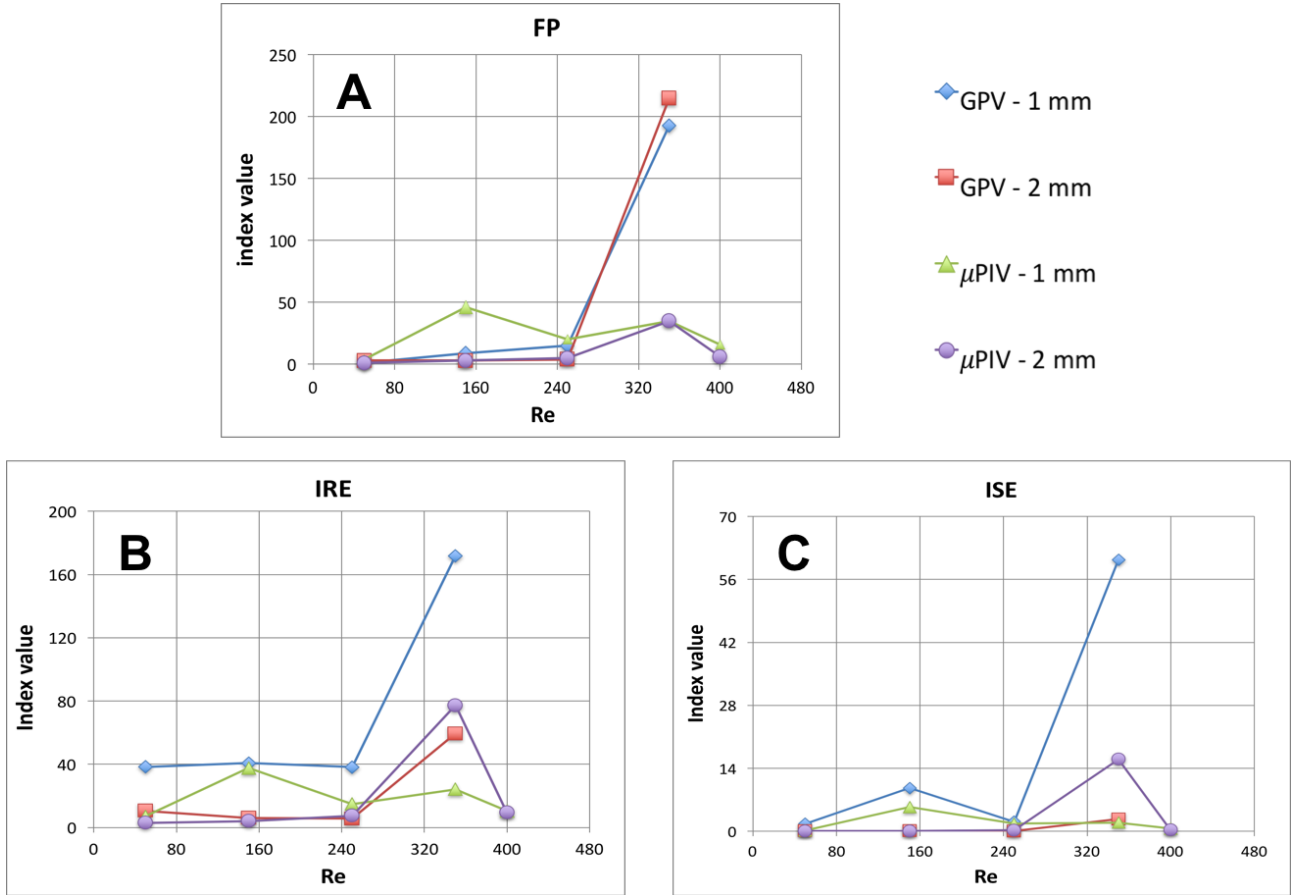 FP
A
250
200
150
100
50
0
index value
0 80 160 240 320 400 480
Re
GPV - 1 mm
GPV - 2 mm
μPIV - 1 mm
μPIV - 2 mm
IRE
B
200
160
120
80
40
0
Index value
0 80 160 240 320 400 480
Re
ISE
C
70
56
42
28
14
0
Index value
0 80 160 240 320 400 480
Re